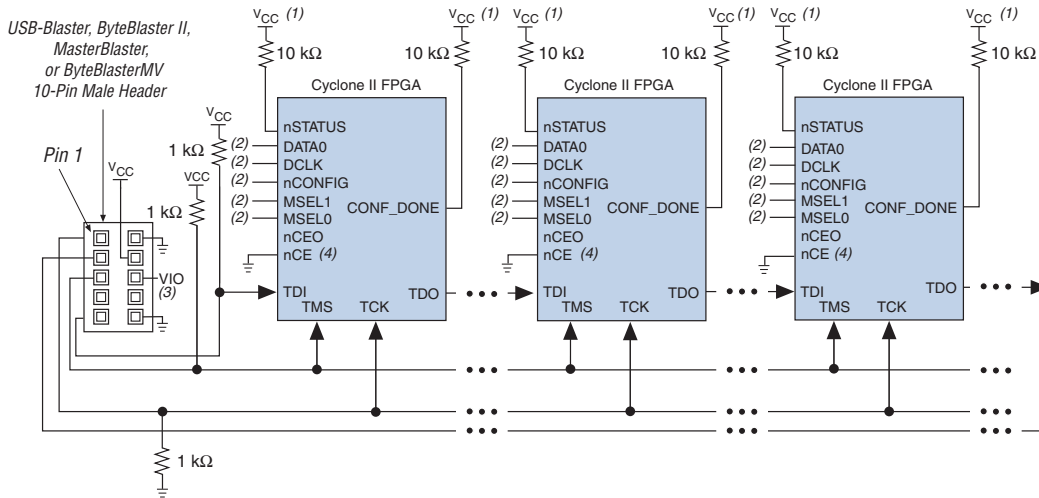 USB-Blaster, ByteBlaster II,
MasterBlaster,
or ByteBlasterMV
10-Pin Male Header
Pin 1
VCC
VIO
(3)
VCC
1 kΩ
VCC
1 kΩ
1 kΩ
VCC (1)
10 kΩ
VCC (1)
10 kΩ
Cyclone II FPGA
nSTATUS
(2) DATA0
(2) DCLK
(2) nCONFIG
(2) MSEL1
(2) MSEL0
CONF_DONE
nCEO
nCE (4)
TDI
TDO
TMS
TCK
VCC (1)
10 kΩ
VCC (1)
10 kΩ
Cyclone II FPGA
nSTATUS
(2) DATA0
(2) DCLK
(2) nCONFIG
(2) MSEL1
(2) MSEL0
CONF_DONE
nCEO
nCE (4)
TDI
TDO
TMS
TCK
VCC (1)
10 kΩ
VCC (1)
10 kΩ
Cyclone II FPGA
nSTATUS
(2) DATA0
(2) DCLK
(2) nCONFIG
(2) MSEL1
(2) MSEL0
CONF_DONE
nCEO
nCE (4)
TDI
TDO
TMS
TCK